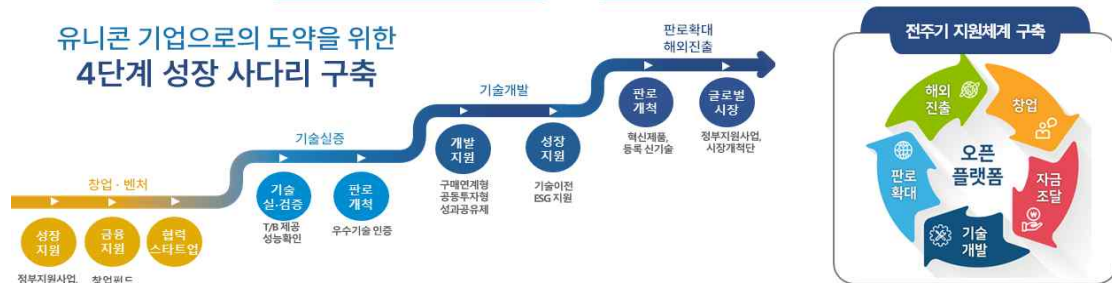 유니콘 기업으로의 도약을 위한
4단계 성장 사다리 구축
창업 · 벤처
성장
지원
정부지원사업,
금융
지원
창업펀드
협력
스타트업
기술실증
기술
실·검증
T/B 제공
성능확인
판로
개척
우수기술 인증
기술개발
개발
지원
구매연계형
공동투자형
성과공유제
성장
지원
기술이전
ESG 지원
판로확대
해외진출
판로
개척
혁신제품,
등록 신기술
글로벌
시장
정부지원사업,
시장개척단
전주기 지원체계 구축
오픈
플랫폼
창업
자금
조달
기술
개발
판로
확대
해외
진출